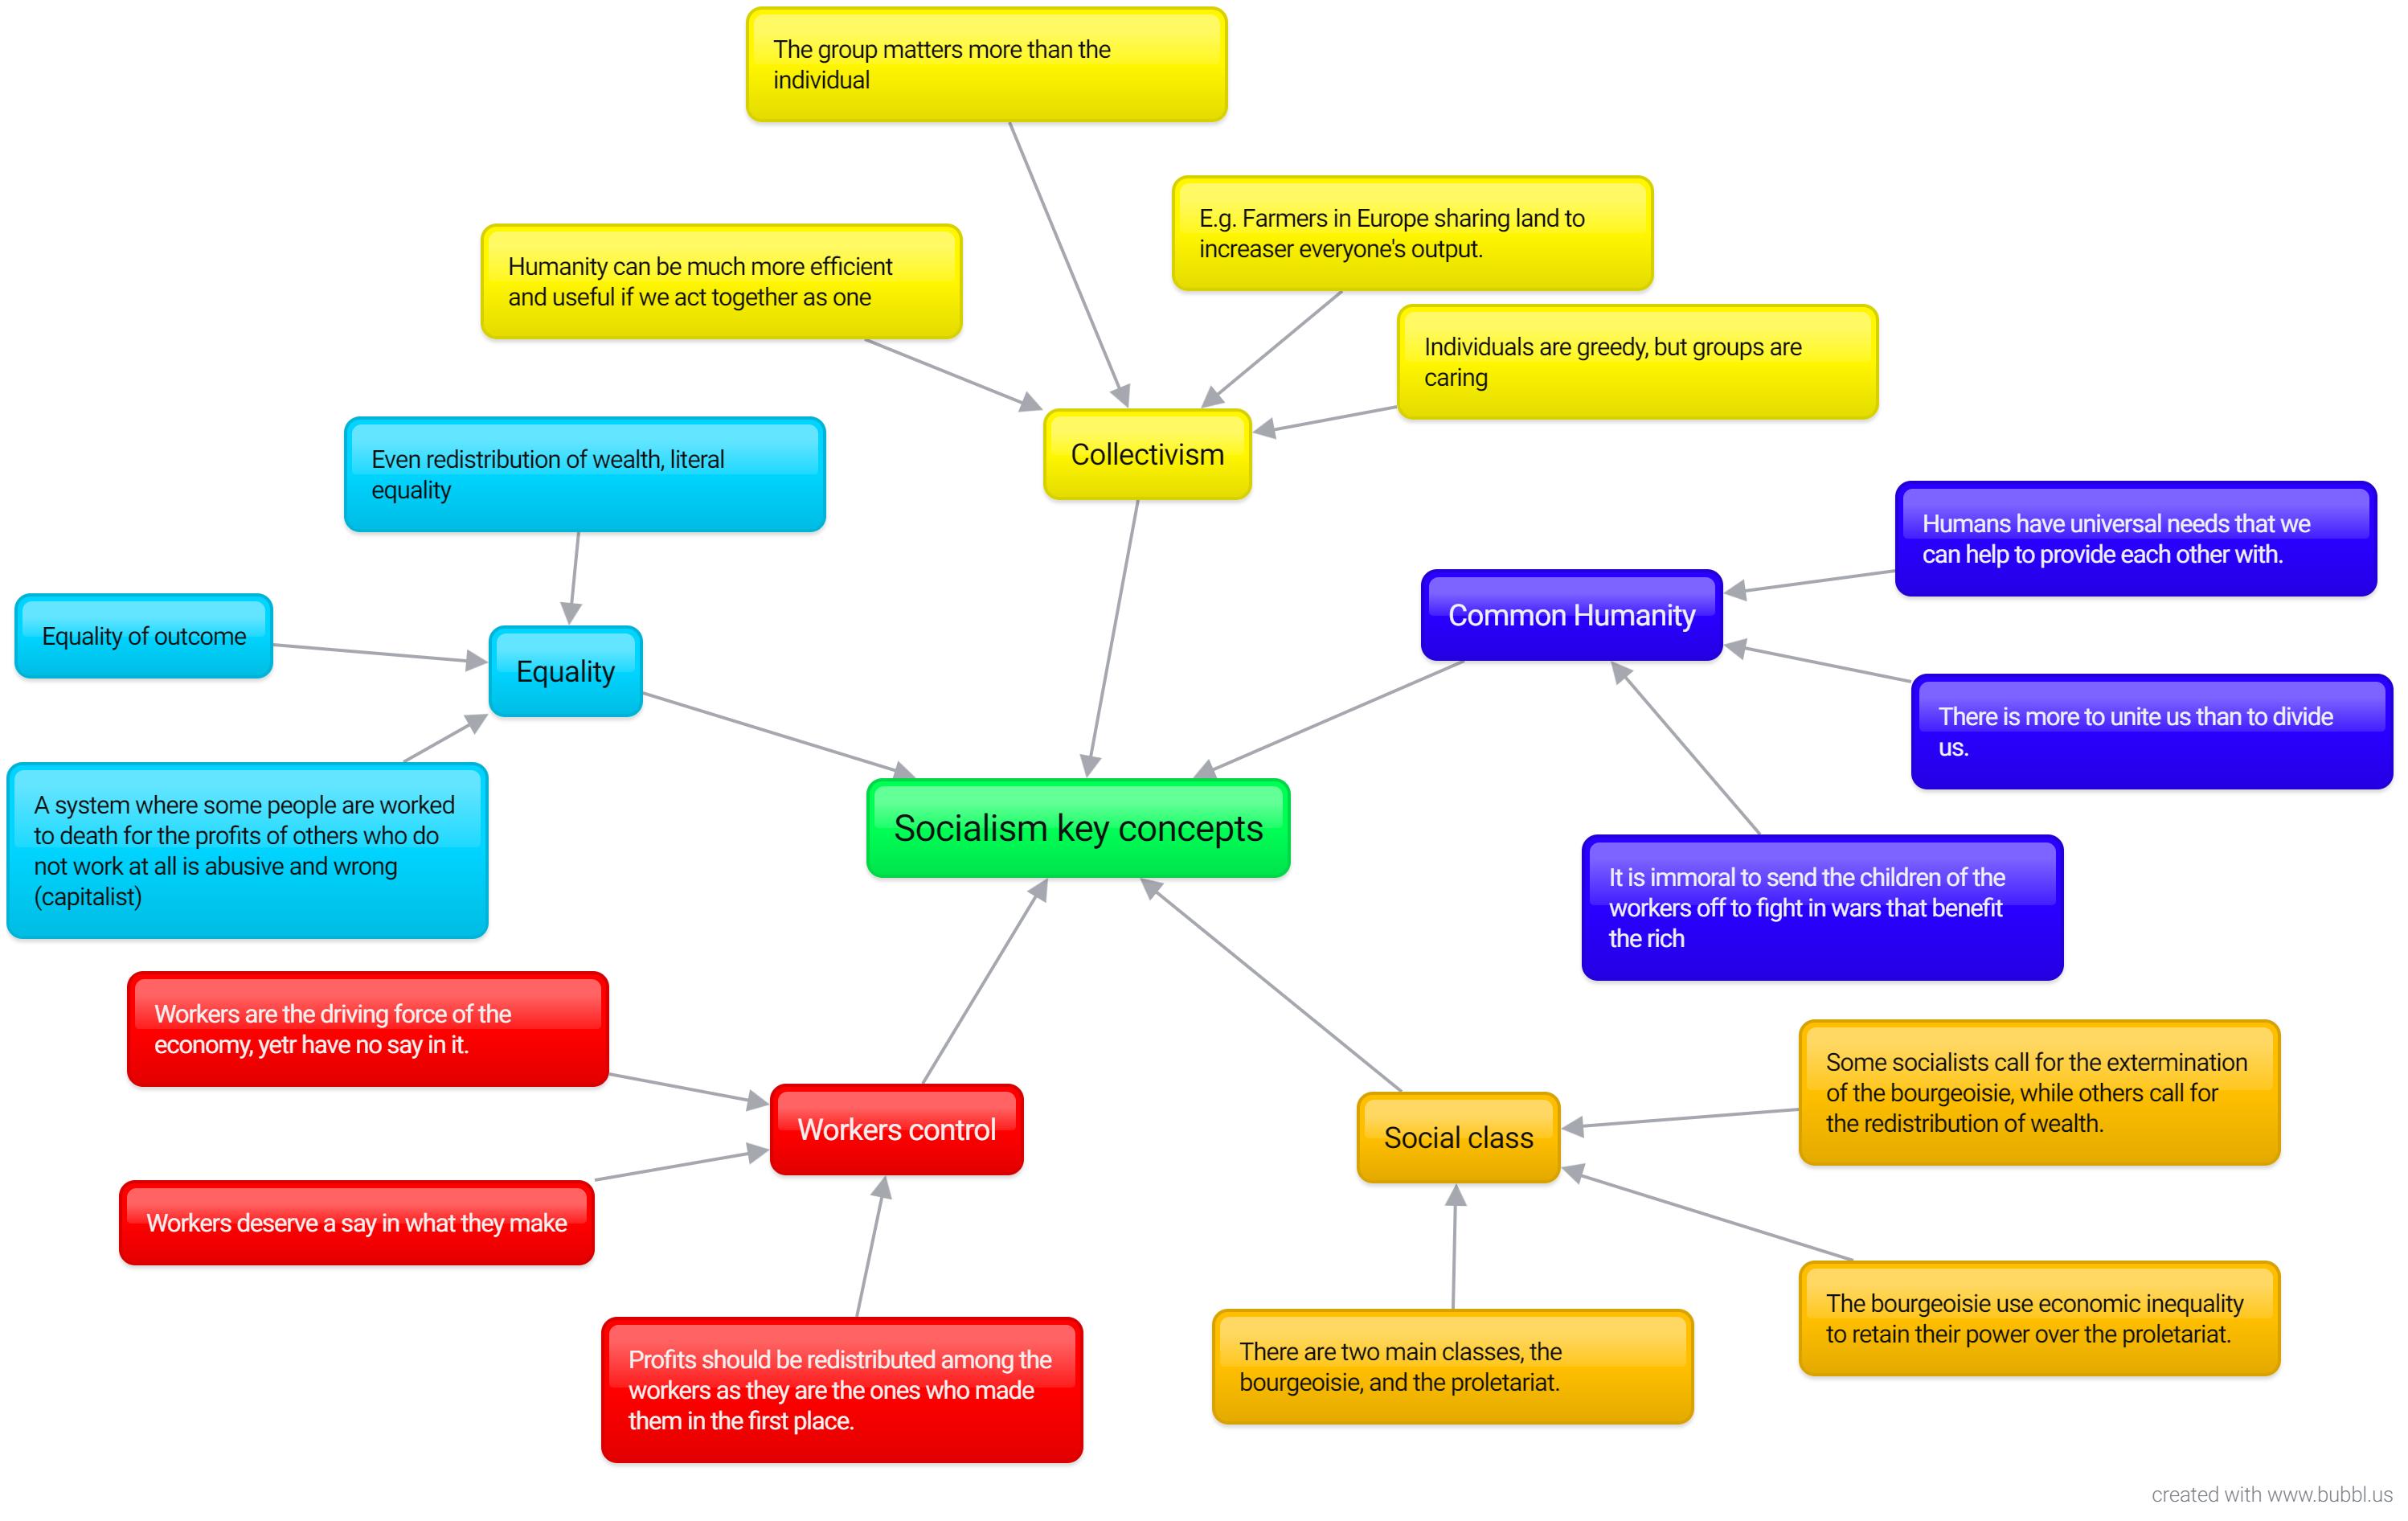 The group matters more than the
individual
E.g. Farmers in Europe sharing land to
increaser everyone's output.
Humanity can be much more efficient
and useful if we act together as one
Individuals are greedy, but groups are
caring
Collectivism
Even redistribution of wealth, literal
equality
Equality of outcome
Equality
A system where some people are worked
to death for the profits of others who do
not work at all is abusive and wrong
(capitalist)
Humans have universal needs that we
can help to provide each other with.
Common Humanity
There is more to unite us than to divide
us.
It is immoral to send the children of the
workers off to fight in wars that benefit
the rich
Socialism key concepts
Workers are the driving force of the
economy, yetr have no say in it.
Workers control
Workers deserve a say in what they make
Profits should be redistributed among the
workers as they are the ones who made
them in the first place.
Some socialists call for the extermination
of the bourgeoisie, while others call for
the redistribution of wealth.
Social class
The bourgeoisie use economic inequality
to retain their power over the proletariat.
There are two main classes, the
bourgeoisie, and the proletariat.
created with www.bubbl.us